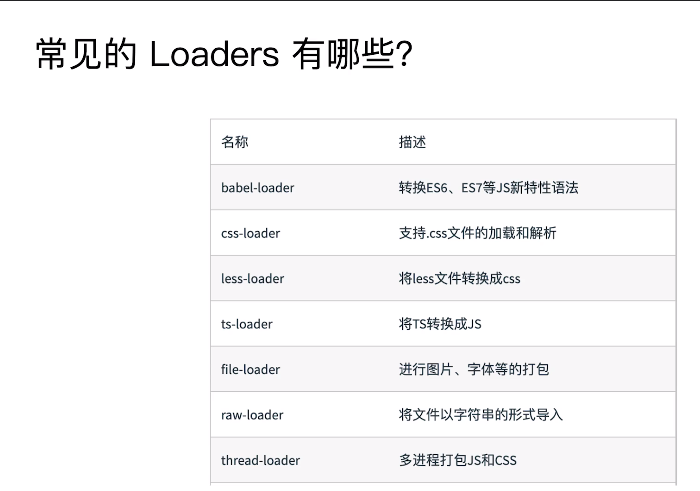 常见的 Loaders 有哪些?
名称 描述
babel-loader 转换ES6、ES7等JS新特性语法
css-loader 支持.css文件的加载和解析
less-loader 将less文件转换成css
ts-loader 将TS转换成JS
file-loader 进行图片、字体等的打包
raw-loader 将文件以字符串的形式导入
thread-loader 多进程打包JS和CSS